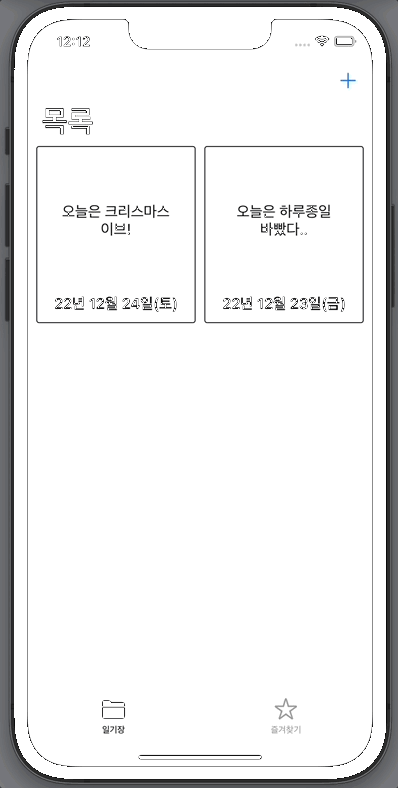 12:12
목록
오늘은 크리스마스
이브!
오늘은 하루종일
바빴다..
22년 12월 24일(토)
22년 12월 23일(금)
일기장
즐겨찾기